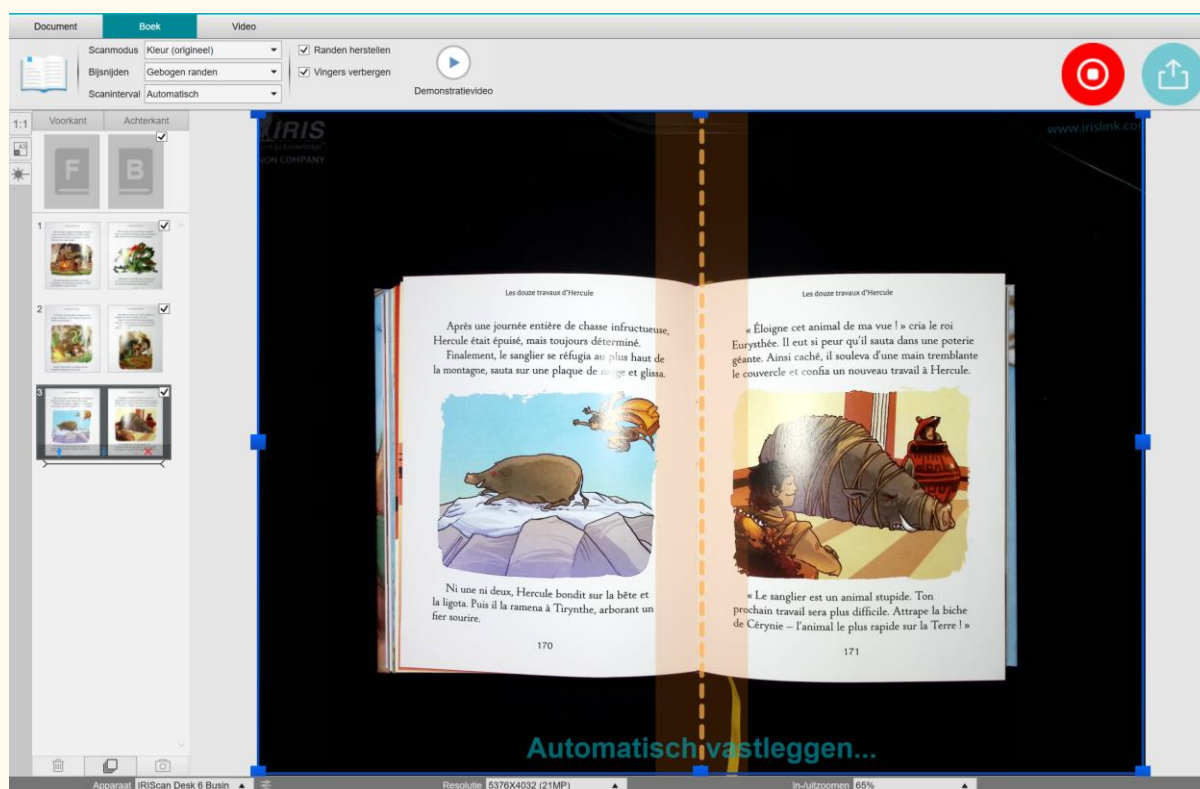 Document Boek Video
Scanmodus Kleur (origineel)
Bijsnijden Gebogen randen
Scaninterval Automatisch
Randen herstellen
Vingers verbergen
Demonstratievideo
1:1
Voorkant Achterkant
F B
1
2
3
IRIS
www.irislink.co
Les douze travaux d'Hercule
Après une journée entière de chasse infructueuse,
Hercule était épuisé, mais toujours déterminé.
Finalement, le sanglier se réfugia au plus haut de
la montagne, sauta sur une plaque de neige et glissa.
Ni une ni deux, Hercule bondit sur la bête et
la ligota. Puis il la ramena à Tirynthe, arborant un
fier sourire.
170
Les douze travaux d'Hercule
« Éloigne cet animal de ma vue ! » cria le roi
Eurysthée. Il eut si peur qu'il sauta dans une poterie
géante. Ainsi caché, il souleva d'une main tremblante
le couvercle et confia un nouveau travail à Hercule.
« Le sanglier est un animal stupide. Ton
prochain travail sera plus difficile. Attrape la biche
de Cérynie – l'animal le plus rapide sur la Terre ! »
171
Automatisch vastleggen...
Apparaat IRIScan Desk 6 Busin Resolutie 5376X4032 (21MP) In-/uitzoomen 65%